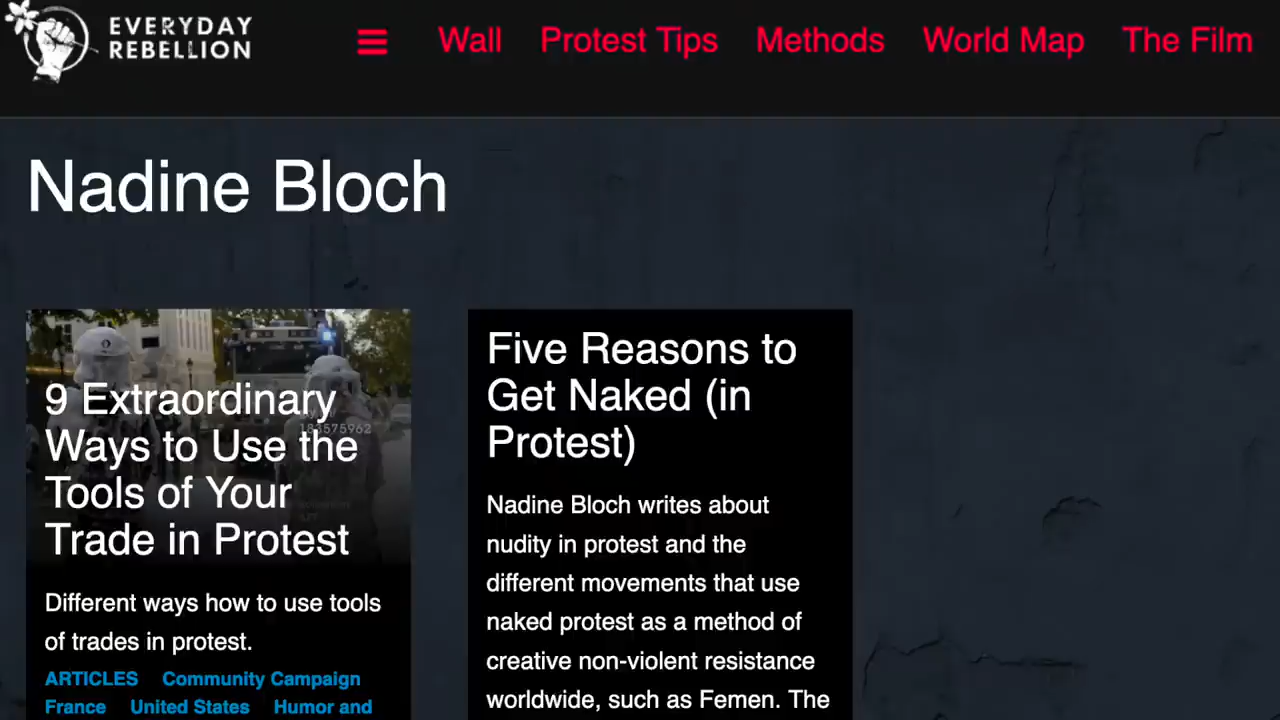 EVERYDAY
REBELLION
Wall Protest Tips Methods World Map The Film
Nadine Bloch
9 Extraordinary
Ways to Use the
Tools of Your
Trade in Protest
183575962
Different ways how to use tools
of trades in protest.
ARTICLES Community Campaign
France United States Humor and
Five Reasons to
Get Naked (in
Protest)
Nadine Bloch writes about
nudity in protest and the
different movements that use
naked protest as a method of
creative non-violent resistance
worldwide, such as Femen. The